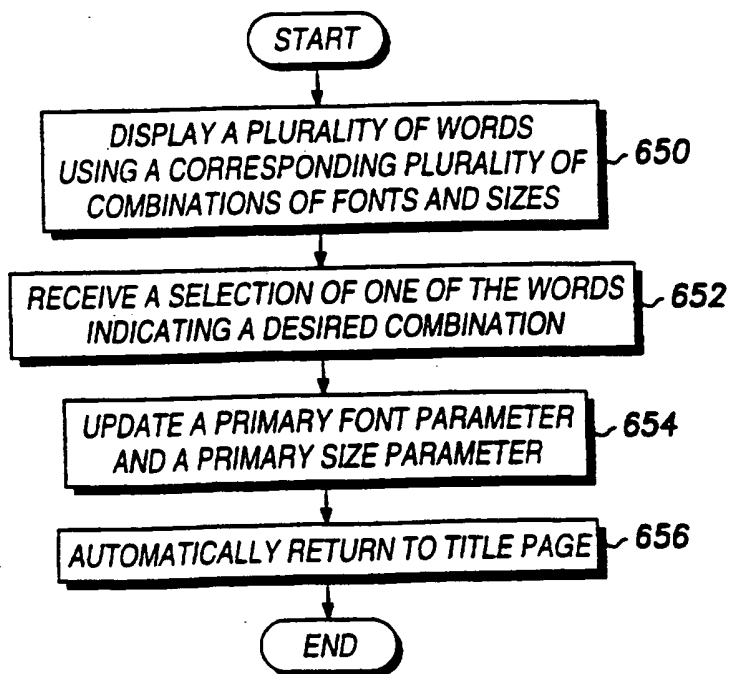 START
DISPLAY A PLURALITY OF WORDS
USING A CORRESPONDING PLURALITY OF
COMBINATIONS OF FONTS AND SIZES
650
RECEIVE A SELECTION OF ONE OF THE WORDS
INDICATING A DESIRED COMBINATION
652
UPDATE A PRIMARY FONT PARAMETER
AND A PRIMARY SIZE PARAMETER
654
AUTOMATICALLY RETURN TO TITLE PAGE
656
END